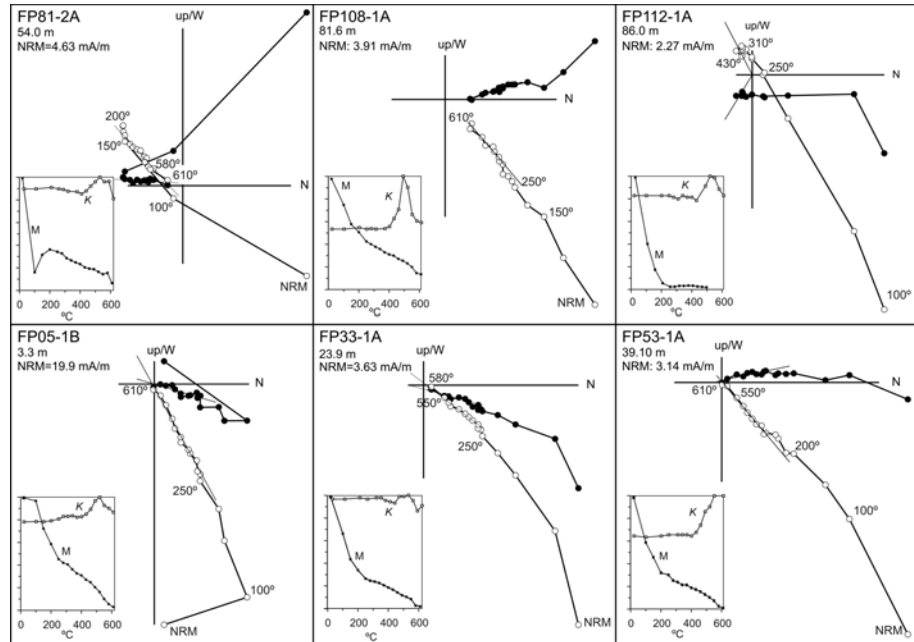 FP81-2A
54.0 m
NRM=4.63 mA/m
up/W
N
200º
150º
580º
610º
100º
NRM
K
M
0 200 400 600
ºC
FP108-1A
81.6 m
NRM: 3.91 mA/m
up/W
N
610º
250º
150º
NRM
M
K
0 200 400 600
ºC
FP112-1A
86.0 m
NRM: 2.27 mA/m
up/W
310º
430º
250º
N
100º
K
M
0 200 400 600
ºC
FP05-1B
3.3 m
NRM=19.9 mA/m
up/W
N
610º
250º
100º
NRM
K
M
0 200 400 600
ºC
FP33-1A
23.9 m
NRM=3.63 mA/m
up/W
580º
N
550º
250º
NRM
K
M
0 200 400 600
ºC
FP53-1A
39.10 m
NRM: 3.14 mA/m
up/W
N
610º
550º
200º
100º
NRM
K
M
0 200 400 600
ºC